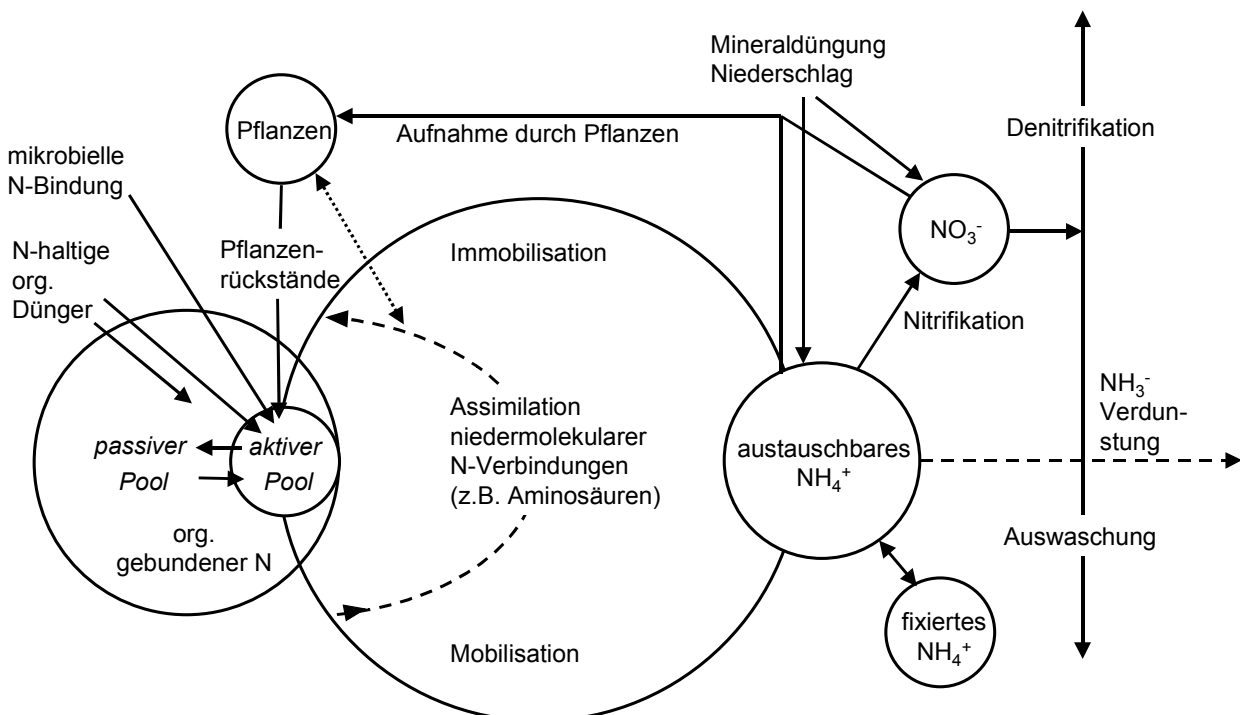 Mineraldüngung
Niederschlag
Pflanzen
Aufnahme durch Pflanzen
Denitrifikation
mikrobielle
N-Bindung
NO₃⁻
N-haltige
org.
Dünger
Pflanzen-
rückstände
Immobilisation
Nitrifikation
NH₃⁻
Verdun-
stung
Assimilation
niedermolekularer
N-Verbindungen
(z.B. Aminosäuren)
passiver
Pool
aktiver
Pool
austauschbares
NH₄⁺
org.
gebundener N
Auswaschung
fixiertes
NH₄⁺
Mobilisation